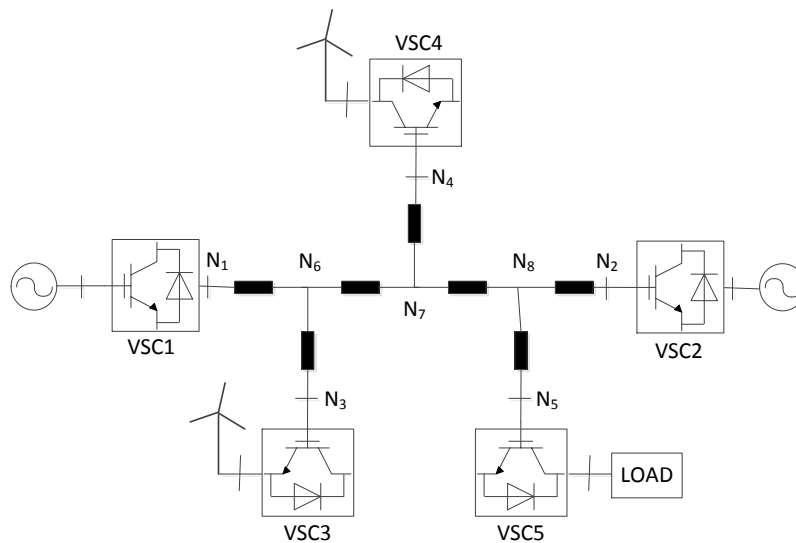 VSC4
N₄
N₁
N₆
N₈
N₂
N₇
VSC1
VSC2
N₃
N₅
LOAD
VSC3
VSC5